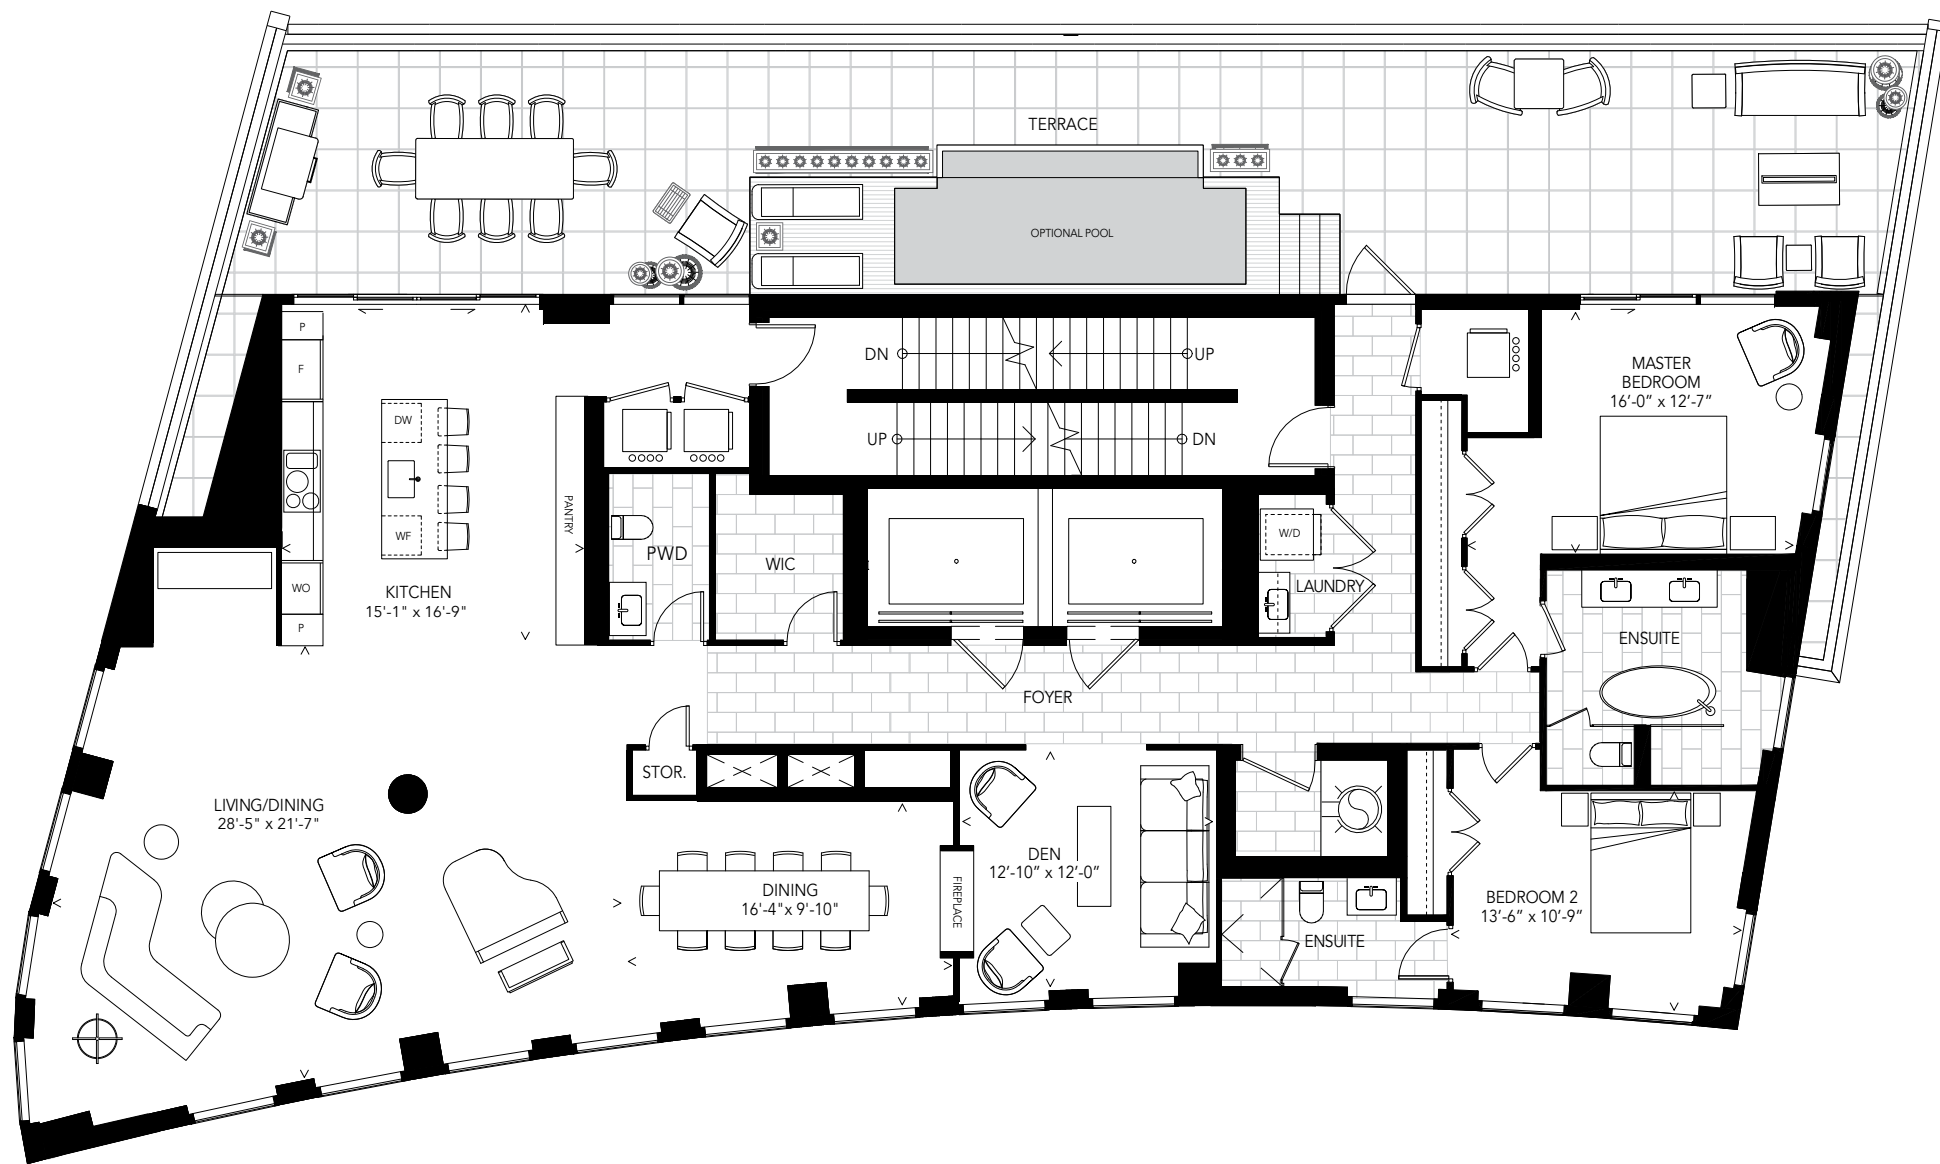 TERRACE
OPTIONAL POOL
P
F
DN
UP
UP
DN
MASTER
BEDROOM
16'-0" x 12'-7"
DW
WF
PANTRY
PWD
WIC
W/D
LAUNDRY
WO
P
KITCHEN
15'-1" x 16'-9"
ENSUITE
FOYER
STOR.
LIVING/DINING
28'-5" x 21'-7"
DINING
16'-4"x 9'-10"
FIREPLACE
DEN
12'-10" x 12'-0"
BEDROOM 2
13'-6" x 10'-9"
ENSUITE